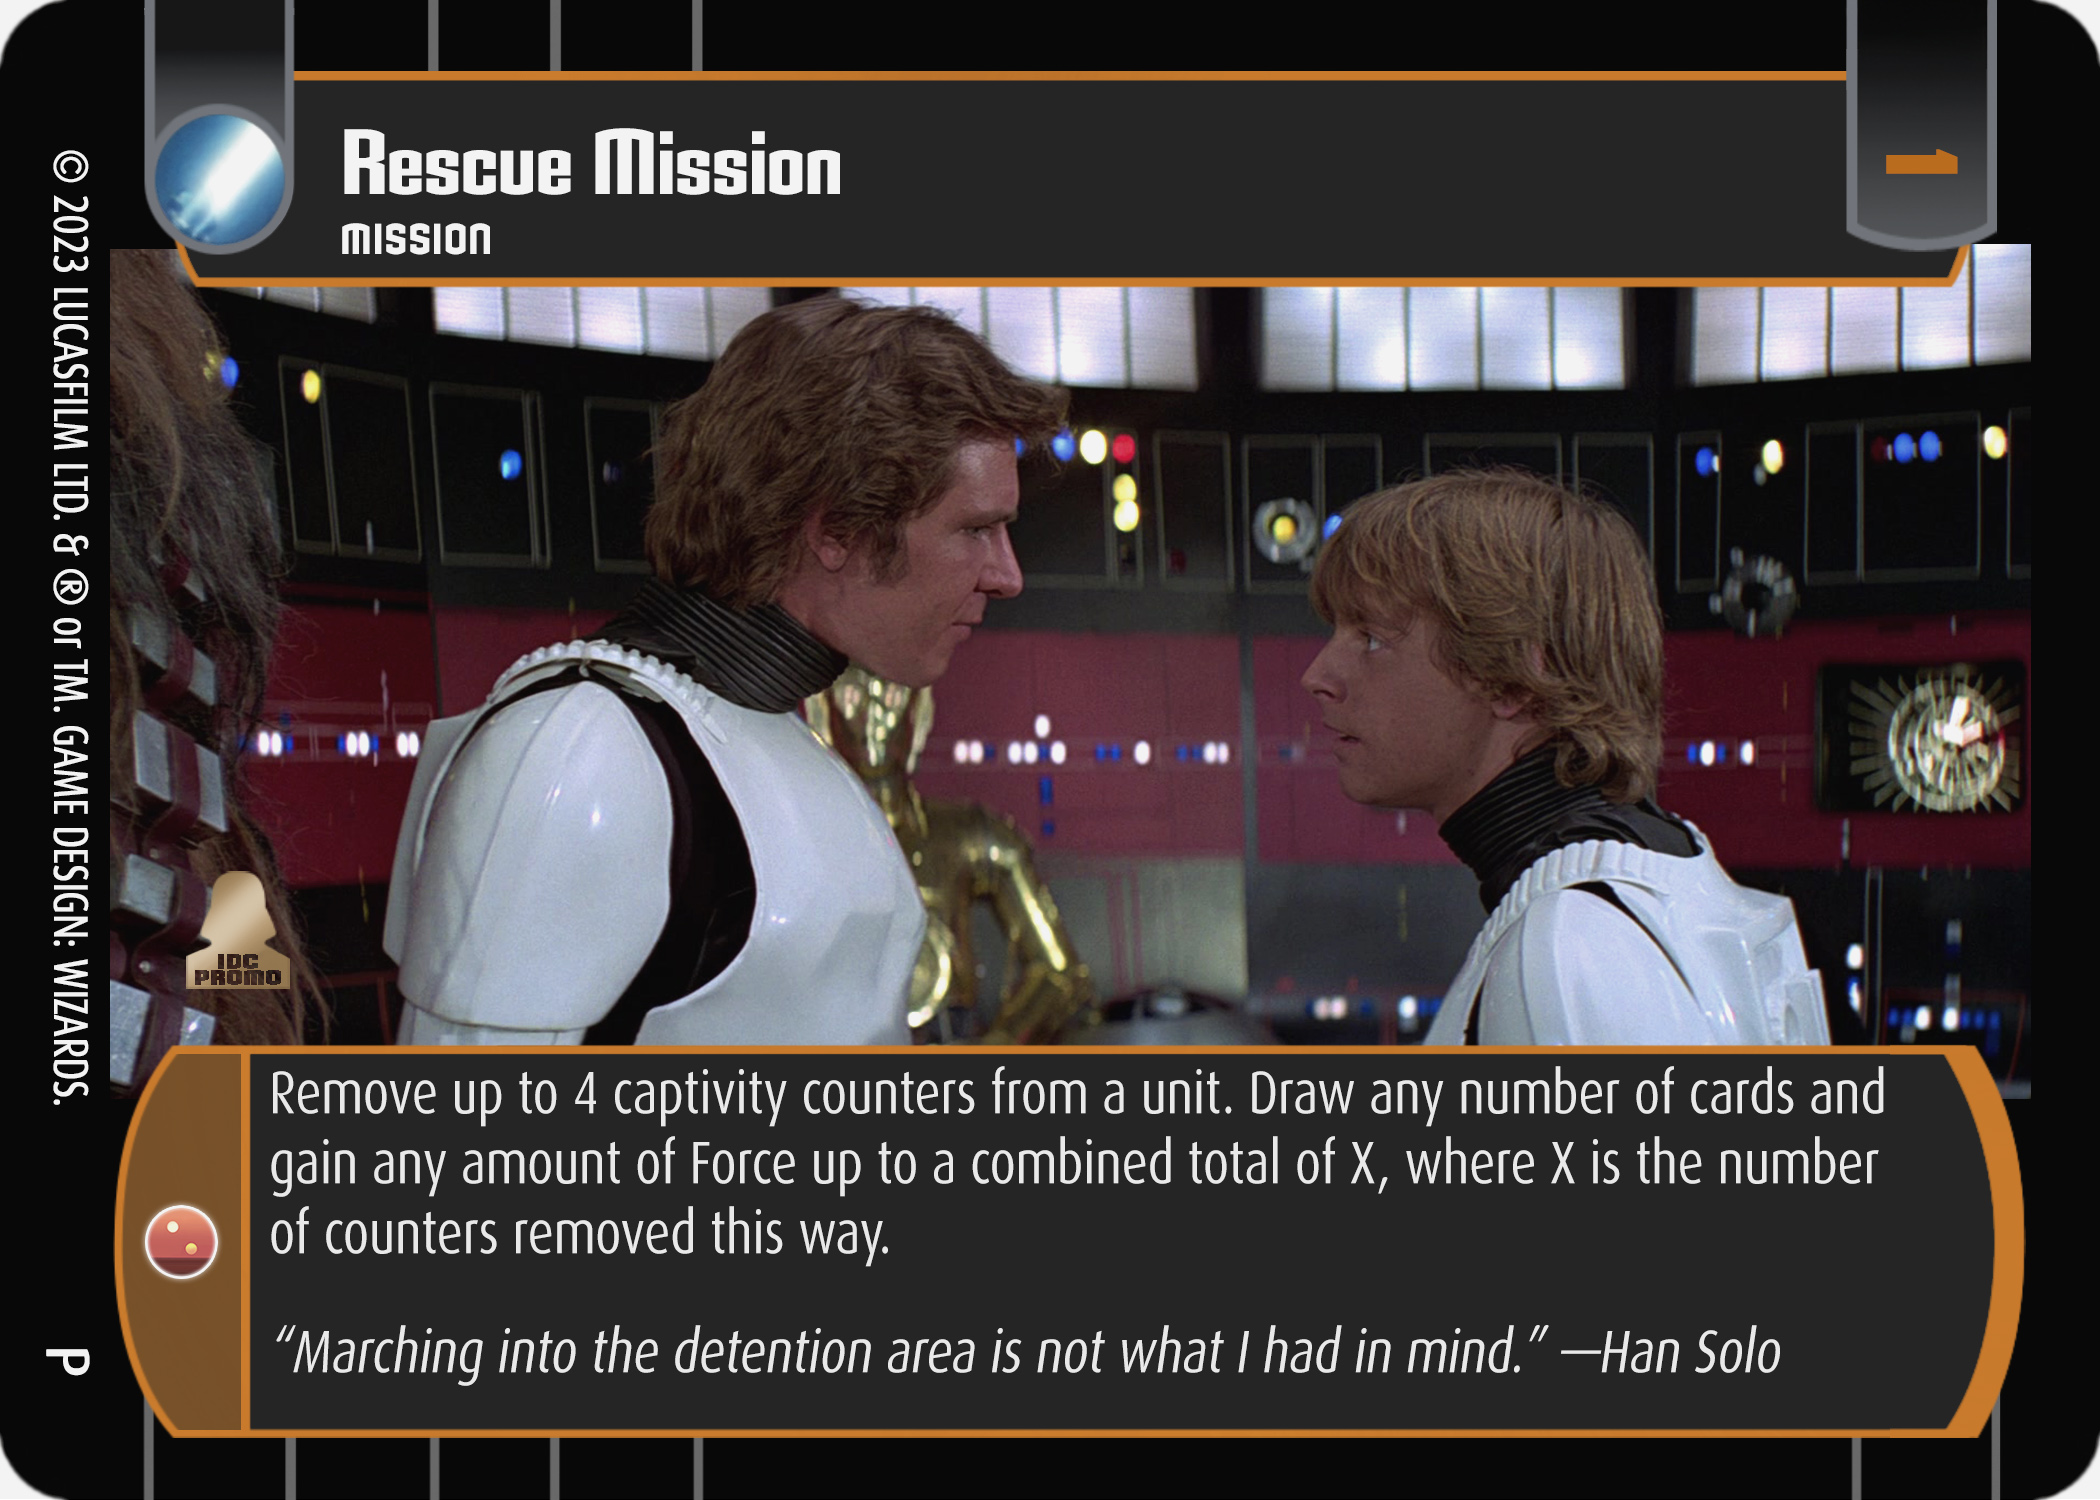 Rescue Mission
MISSION
1
© 2023 LUCASFILM LTD. & ® or TM. GAME DESIGN: WIZARDS.
IDC
PROMO
Remove up to 4 captivity counters from a unit. Draw any number of cards and
gain any amount of Force up to a combined total of X, where X is the number
of counters removed this way.
“Marching into the detention area is not what I had in mind.” —Han Solo
P